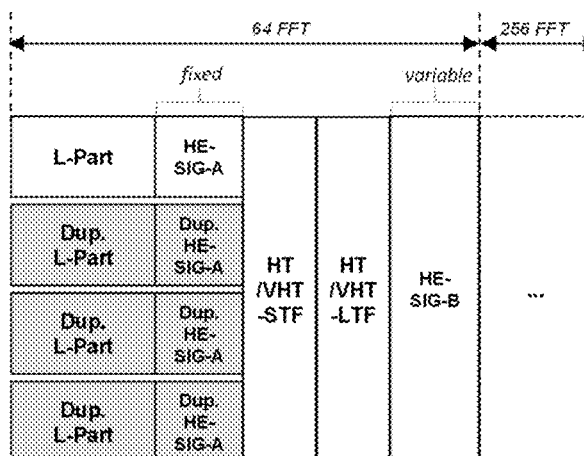 64 FFT 256 FFT
fixed variable
L-Part
HE-
SIG-A
Dup.
L-Part
Dup.
HE-
SIG-A
Dup.
L-Part
Dup.
HE-
SIG-A
Dup.
L-Part
Dup.
HE-
SIG-A
HT
/VHT
-STF
HT
/VHT
-LTF
HE-
SIG-B
...